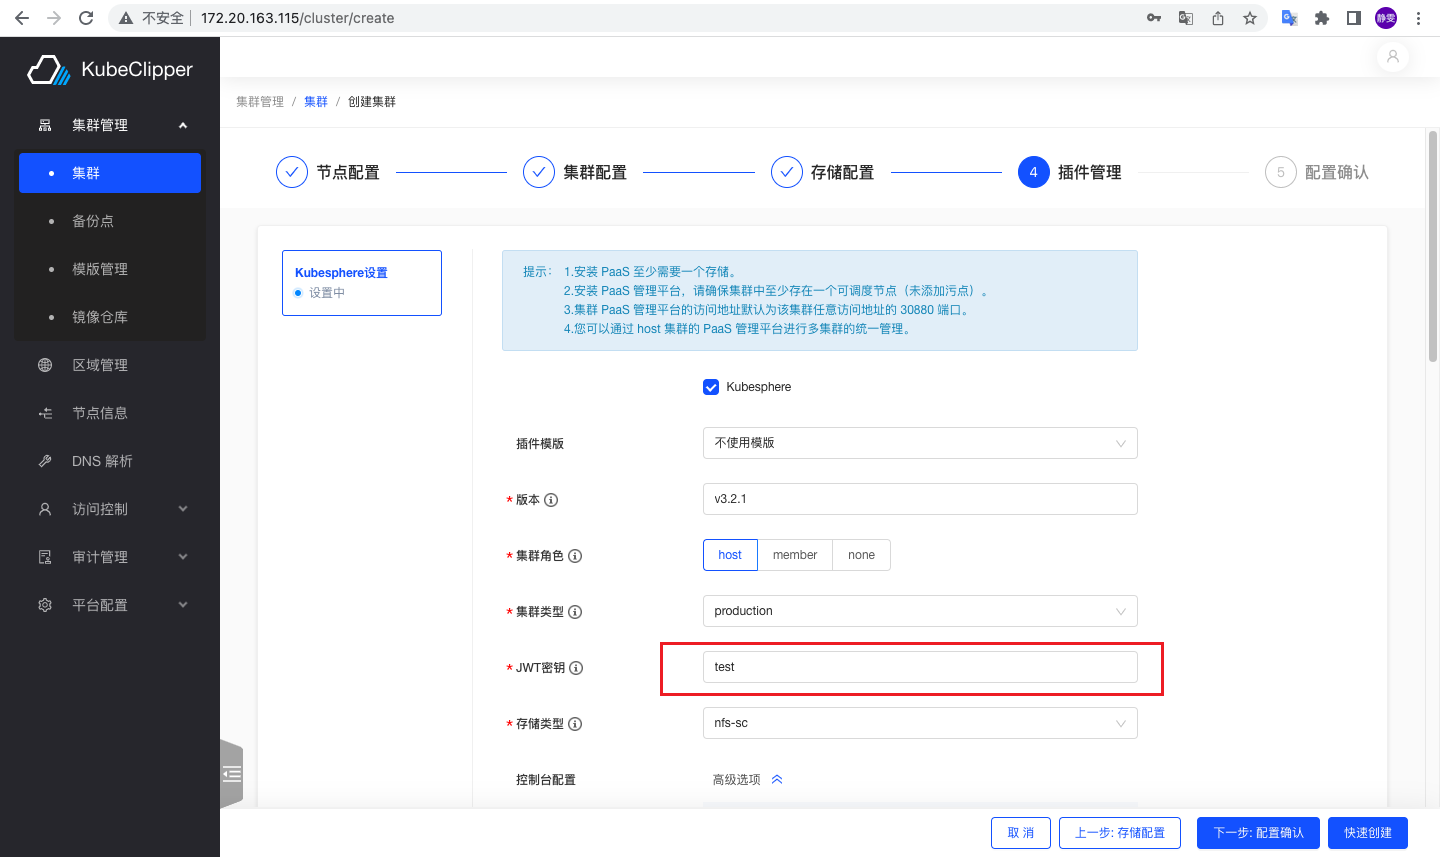 不安全 172.20.163.115/cluster/create
静雯
KubeClipper
集群管理
集群
备份点
模版管理
镜像仓库
区域管理
节点信息
DNS 解析
访问控制
审计管理
平台配置
集群管理 / 集群 / 创建集群
节点配置 集群配置 存储配置 4 插件管理 5 配置确认
Kubesphere设置
设置中
提示： 1.安装 PaaS 至少需要一个存储。
2.安装 PaaS 管理平台，请确保集群中至少存在一个可调度节点（未添加污点）。
3.集群 PaaS 管理平台的访问地址默认为该集群任意访问地址的 30880 端口。
4.您可以通过 host 集群的 PaaS 管理平台进行多集群的统一管理。
Kubesphere
插件模版 不使用模版
* 版本 v3.2.1
* 集群角色 host member none
* 集群类型 production
* JWT密钥 test
* 存储类型 nfs-sc
控制台配置 高级选项
取 消 上一步: 存储配置 下一步: 配置确认 快速创建